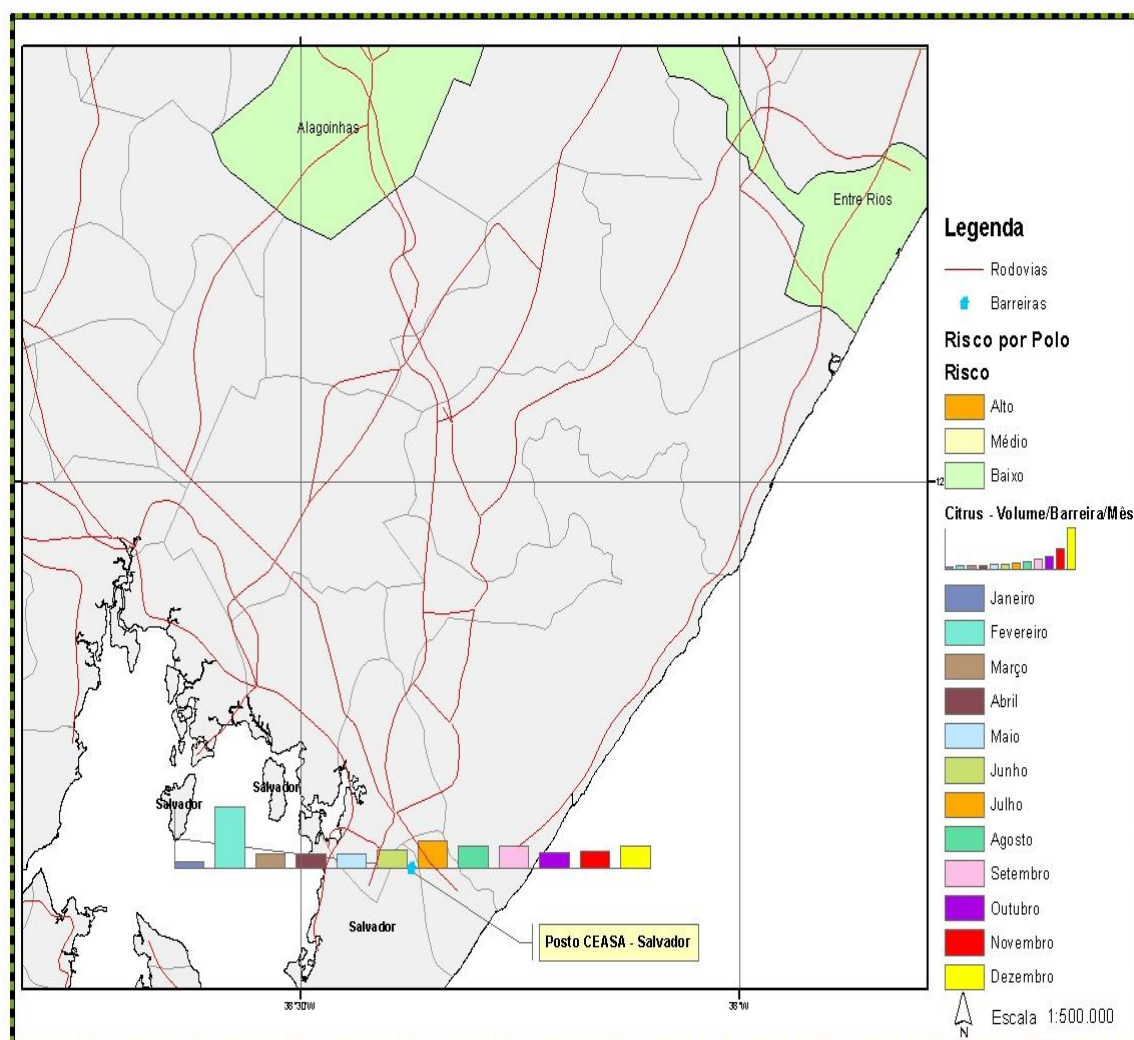 Alagoinhas
Entre Rios
Legenda
Rodovias
Barreiras
Risco por Polo
Risco
Alto
Médio
Baixo
12
Citrus - Volume/Barreira/Mês
Janeiro
Fevereiro
Março
Abril
Maio
Junho
Julho
Agosto
Setembro
Outubro
Novembro
Dezembro
Salvador
Salvador
Salvador
Posto CEASA - Salvador
38°30'W
38°W
N
Escala 1:500.000